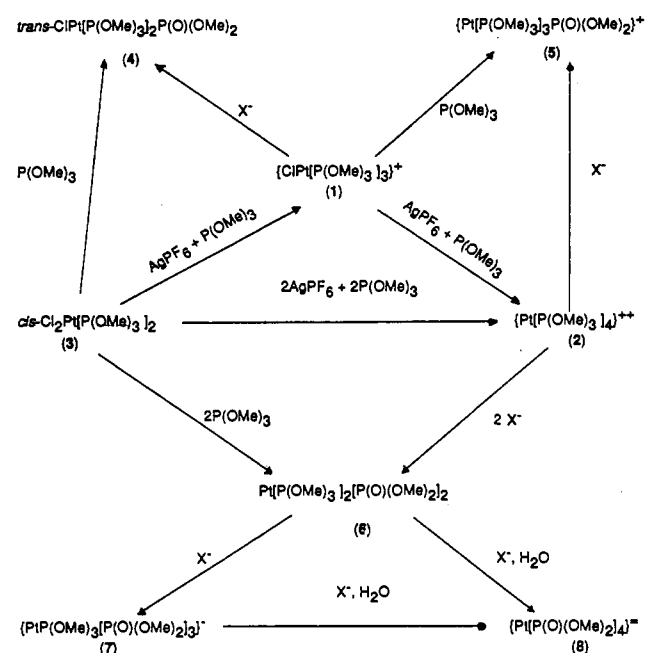 trans-ClPt[P(OMe)₃]₂P(O)(OMe)₂
(4)
{Pt[P(OMe)₃]₃P(O)(OMe)₂}⁺
(5)
X⁻
P(OMe)₃
P(OMe)₃
{ClPt[P(OMe)₃]₃}⁺
(1)
X⁻
AgPF₆ + P(OMe)₃
AgPF₆ + P(OMe)₃
2AgPF₆ + 2P(OMe)₃
cis-Cl₂Pt[P(OMe)₃]₂
(3)
{Pt[P(OMe)₃]₄}⁺⁺
(2)
2P(OMe)₃
2 X⁻
Pt[P(OMe)₃]₂[P(O)(OMe)₂]₂
(6)
X⁻
X⁻, H₂O
X⁻, H₂O
{PtP(OMe)₃[P(O)(OMe)₂]₃}⁻
(7)
{Pt[P(O)(OMe)₂]₄}⁼
(8)